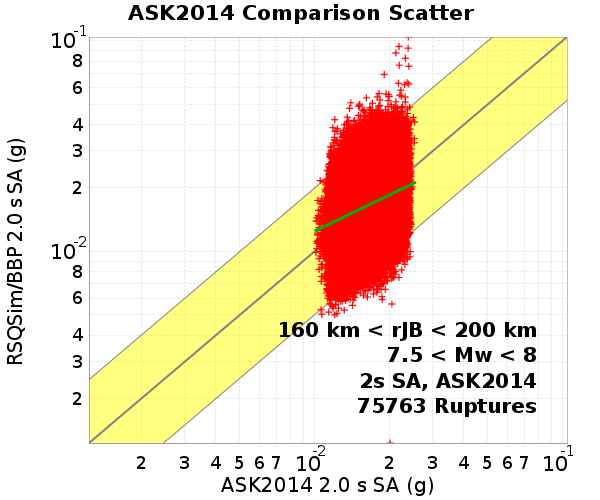 ASK2014 Comparison Scatter
RSQSim/BBP 2.0 s SA (g)
10-1
8
6
4
3
2
10-2
8
6
4
3
2
160 km < rJB < 200 km
7.5 < Mw < 8
2s SA, ASK2014
75763 Ruptures
2 3 4 5 6 7 10-2 2 3 4 5 6 7 10-1
ASK2014 2.0 s SA (g)